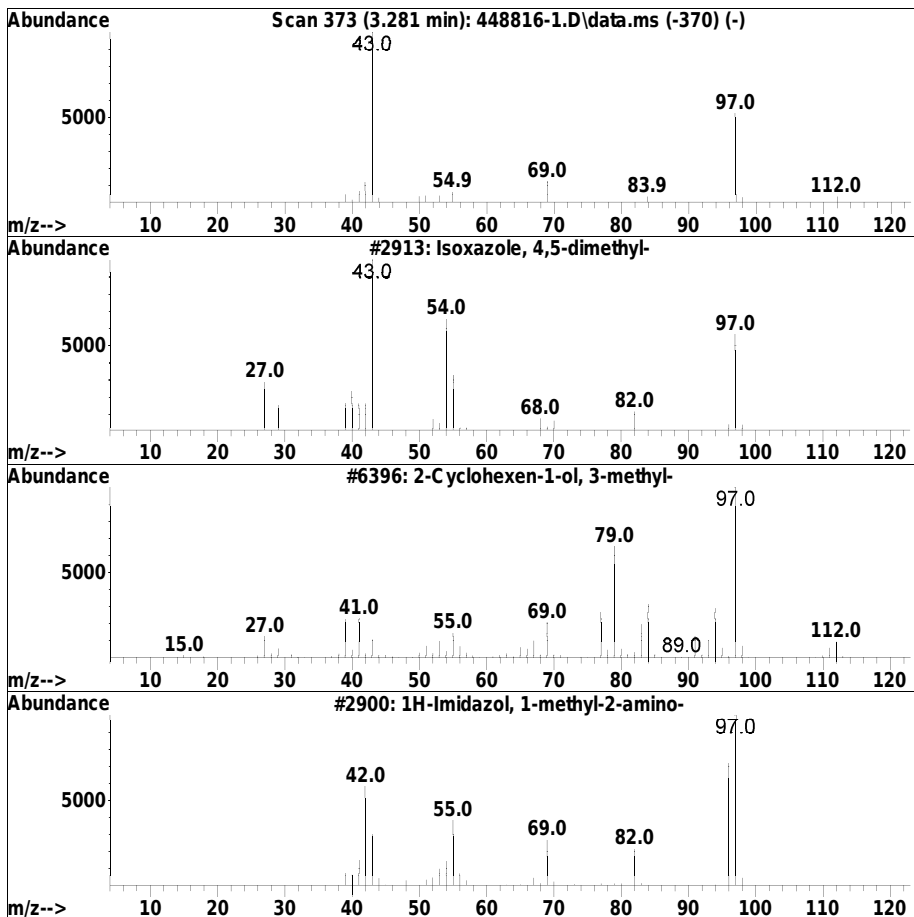 Abundance Scan 373 (3.281 min): 448816-1.D\data.ms (-370) (-)
43.0
97.0
5000
69.0
54.9 83.9 112.0
m/z--> 10 20 30 40 50 60 70 80 90 100 110 120
Abundance #2913: Isoxazole, 4,5-dimethyl-
43.0
54.0
97.0
5000
27.0
82.0
68.0
m/z--> 10 20 30 40 50 60 70 80 90 100 110 120
Abundance #6396: 2-Cyclohexen-1-ol, 3-methyl-
97.0
79.0
5000
41.0
27.0 55.0 69.0
15.0 89.0 112.0
m/z--> 10 20 30 40 50 60 70 80 90 100 110 120
Abundance #2900: 1H-Imidazol, 1-methyl-2-amino-
97.0
42.0
5000
55.0
69.0
82.0
m/z--> 10 20 30 40 50 60 70 80 90 100 110 120